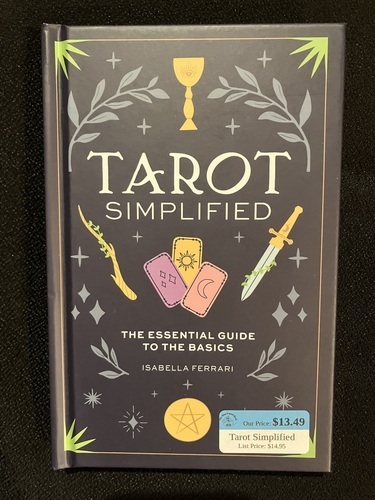 TAROT
SIMPLIFIED
THE ESSENTIAL GUIDE
TO THE BASICS
ISABELLA FERRARI
Our Price: $13.49
Tarot Simplified
List Price: $14.95